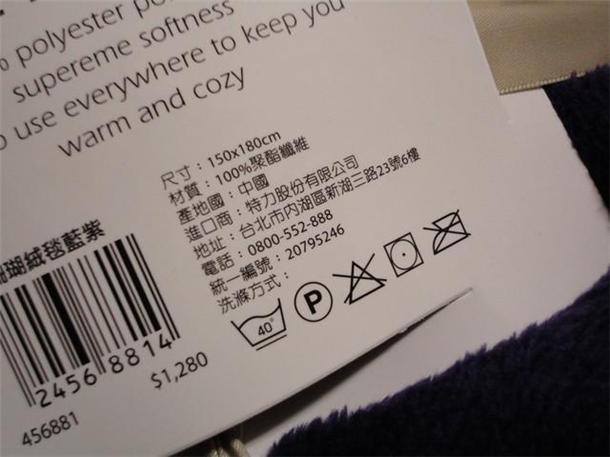 % polyester po
supereme softness
o use everywhere to keep you
warm and cozy
尺寸：150x180cm
材質：100%聚酯纖維
產地國：中國
進口商：特力股份有限公司
地址：台北市內湖區新湖三路23號6樓
電話：0800-552-888
統一編號：20795246
洗滌方式：
40°
P
瑚絨毯藍紫
2456 8814
$1,280
456881